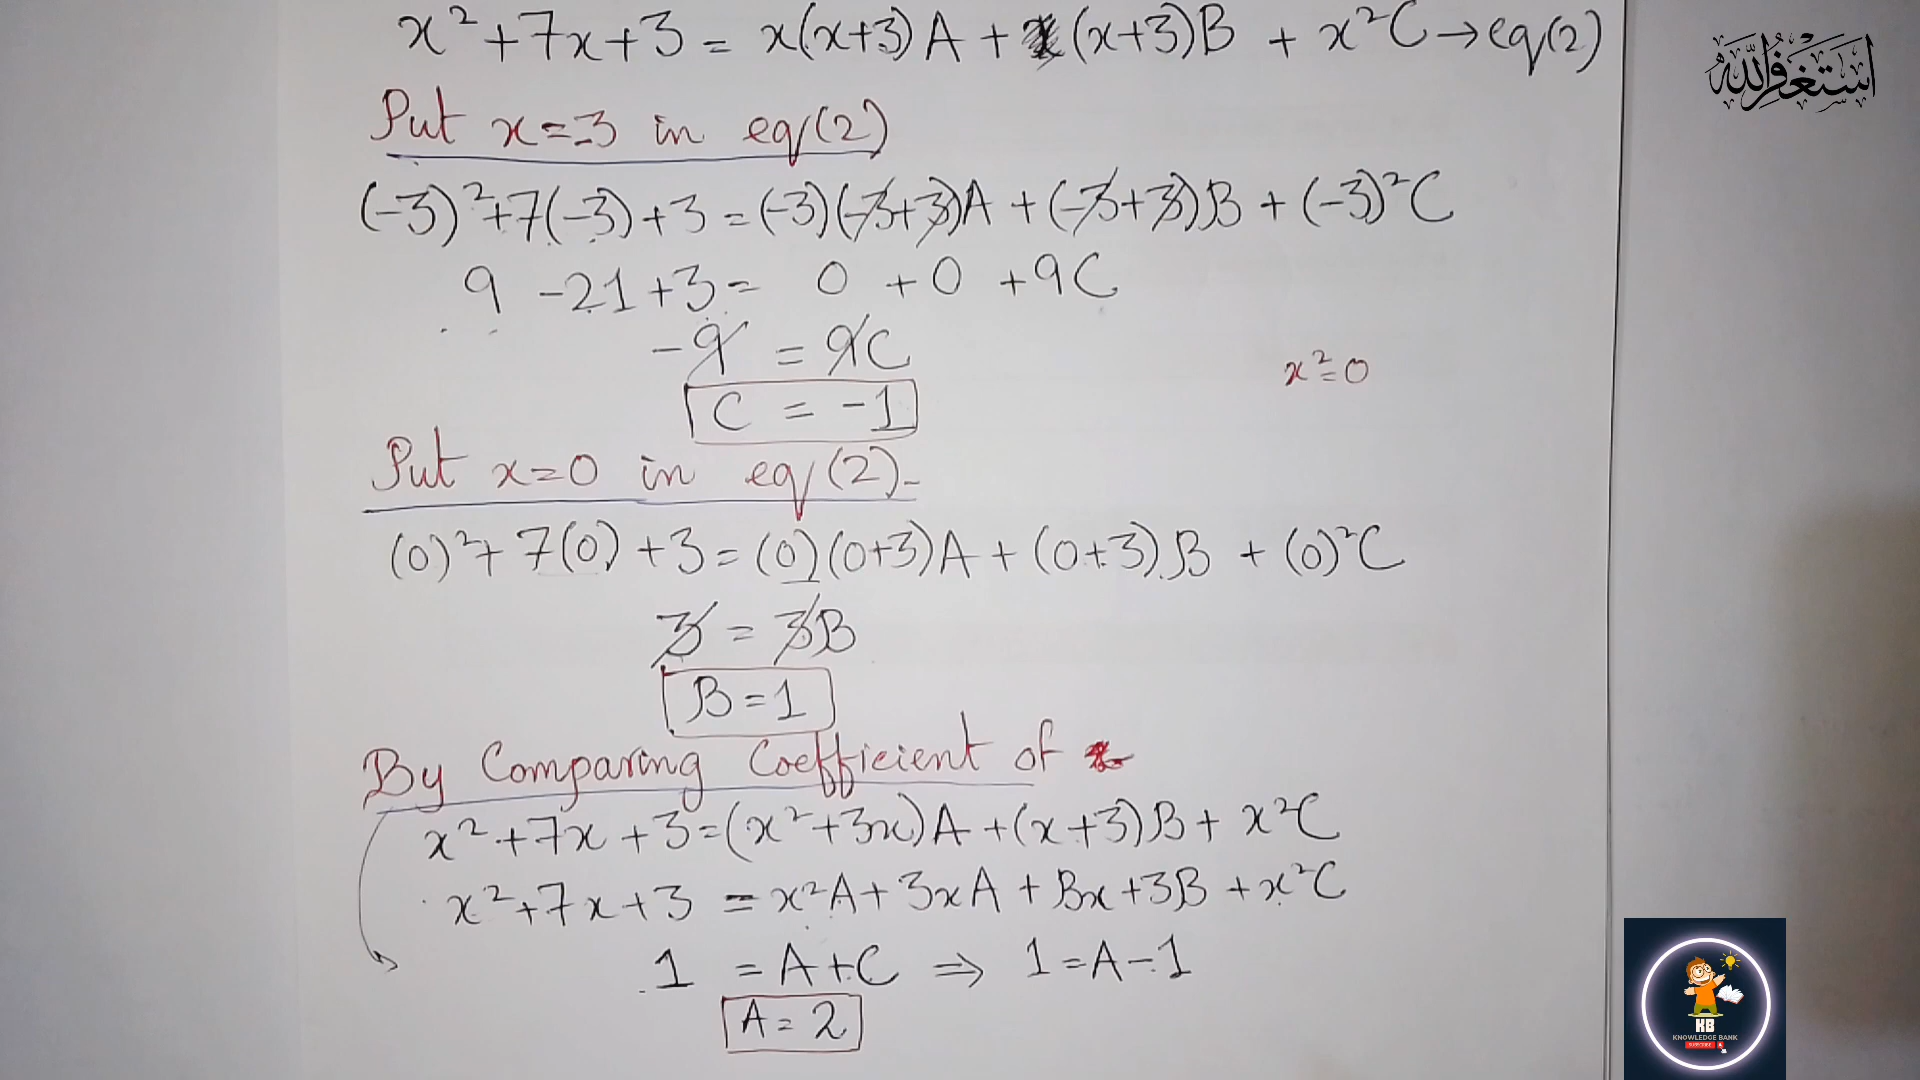 x²+7x+3 = x(x+3)A + (x+3)B + x²C → eq(2)
استغفر الله
Put x=-3 in eq(2)
(-3)²+7(-3)+3 = (-3)(-3+3)A + (-3+3)B + (-3)²C
9 -21+3 = 0 + 0 + 9C
-9 = 9C
x²=0
C = -1
Put x=0 in eq(2)-
(0)²+7(0)+3 = (0)(0+3)A + (0+3)B + (0)²C
3 = 3B
B=1
By Comparing Coefficient of
x²+7x+3=(x²+3x)A+(x+3)B+x²C
x²+7x+3 = x²A+3xA+Bx+3B+x²C
1 = A+C ⇒ 1=A-1
A=2
KB
KNOWLEDGE BANK
SUBSCRIBE